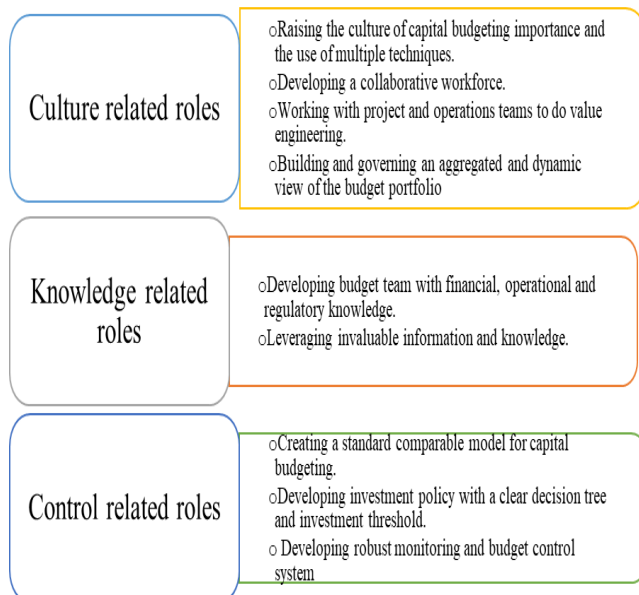 Culture related roles
oRaising the culture of capital budgeting importance and
the use of multiple techniques.
oDeveloping a collaborative workforce.
oWorking with project and operations teams to do value
engineering.
oBuilding and governing an aggregated and dynamic
view of the budget portfolio
Knowledge related
roles
oDeveloping budget team with financial, operational and
regulatory knowledge.
oLeveraging invaluable information and knowledge.
Control related roles
oCreating a standard comparable model for capital
budgeting.
oDeveloping investment policy with a clear decision tree
and investment threshold.
o Developing robust monitoring and budget control
system